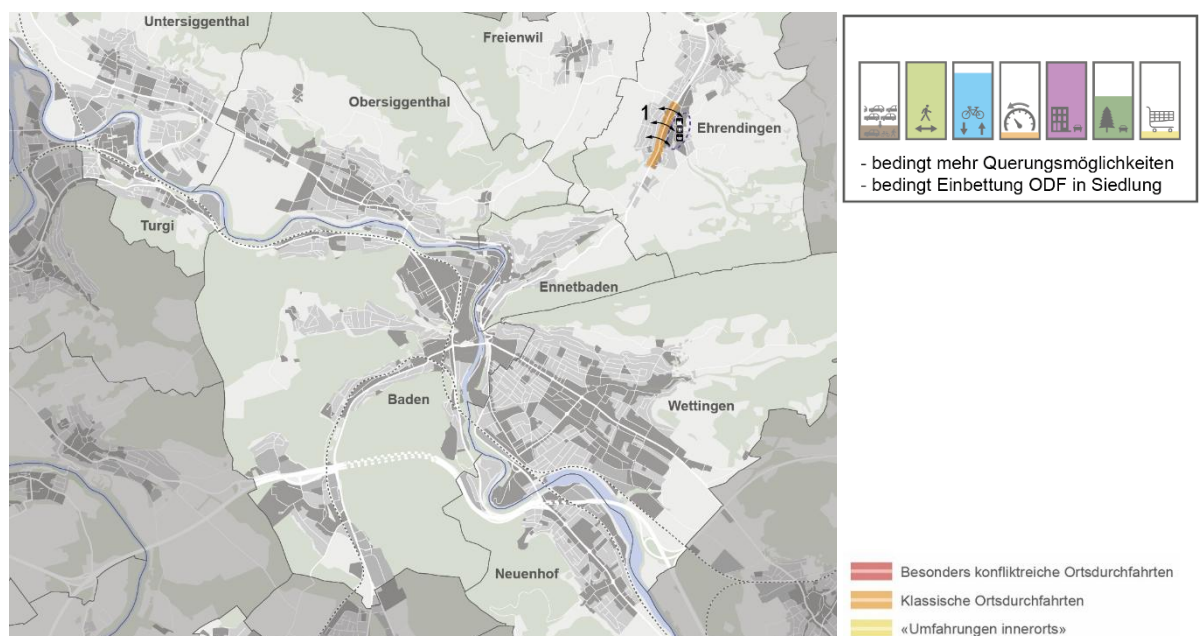 Untersiggenthal
Freienwil
Obersiggenthal
1
Ehrendingen
Turgi
Ennetbaden
Baden
Wettingen
Neuenhof
- bedingt mehr Querungsmöglichkeiten
- bedingt Einbettung ODF in Siedlung
Besonders konfliktreiche Ortsdurchfahrten
Klassische Ortsdurchfahrten
«Umfahrungen innerorts»